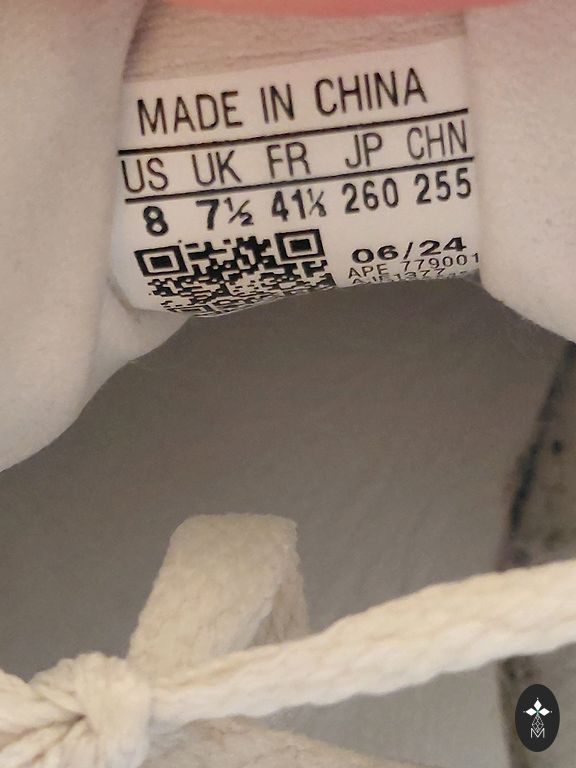 MADE IN CHINA
US UK FR JP CHN
8 7½ 41⅓ 260 255
06/24
APE 779001